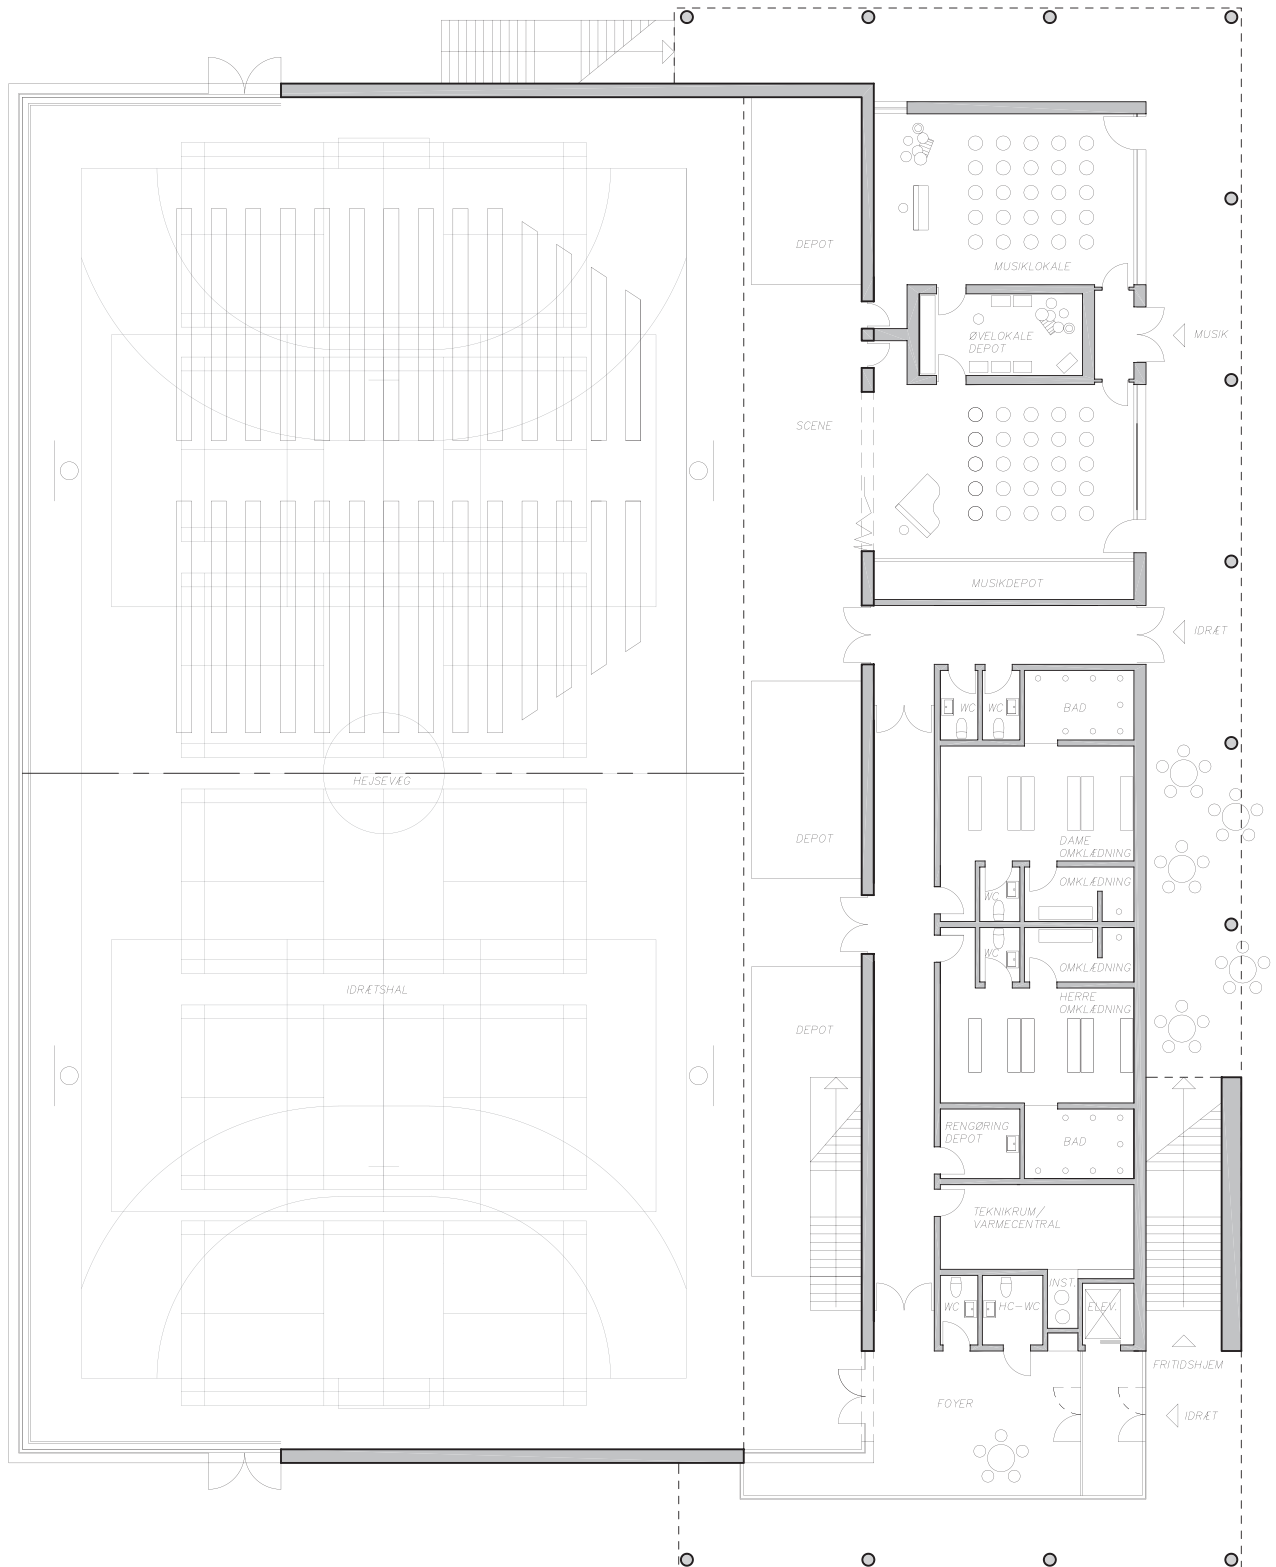 DEPOT
MUSIKLOKALE
ØVELOKALE
DEPOT
MUSIK
SCENE
MUSIKDEPOT
IDRÆT
WC
WC
BAD
HEJSEVÆG
DEPOT
DAME
OMKLÆDNING
OMKLÆDNING
WC
WC
OMKLÆDNING
IDRÆTSHAL
HERRE
OMKLÆDNING
DEPOT
RENGØRING
DEPOT
BAD
TEKNIKRUM/
VARMECENTRAL
INST.
WC
HC-WC
ELEV.
FRITIDSHJEM
FOYER
IDRÆT